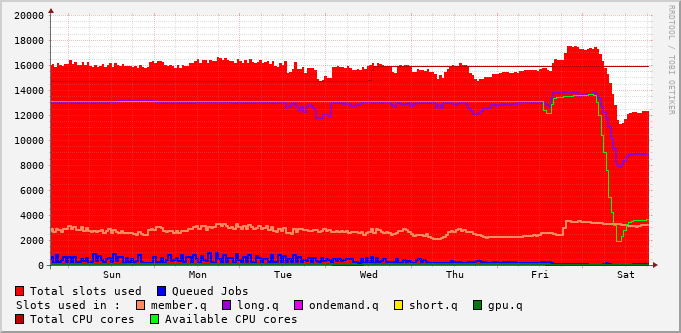 RRDTOOL / TOBI OETIKER
20000
18000
16000
14000
12000
10000
8000
6000
4000
2000
0
Sun Mon Tue Wed Thu Fri Sat
Total slots used Queued Jobs
Slots used in : member.q long.q ondemand.q short.q gpu.q
Total CPU cores Available CPU cores